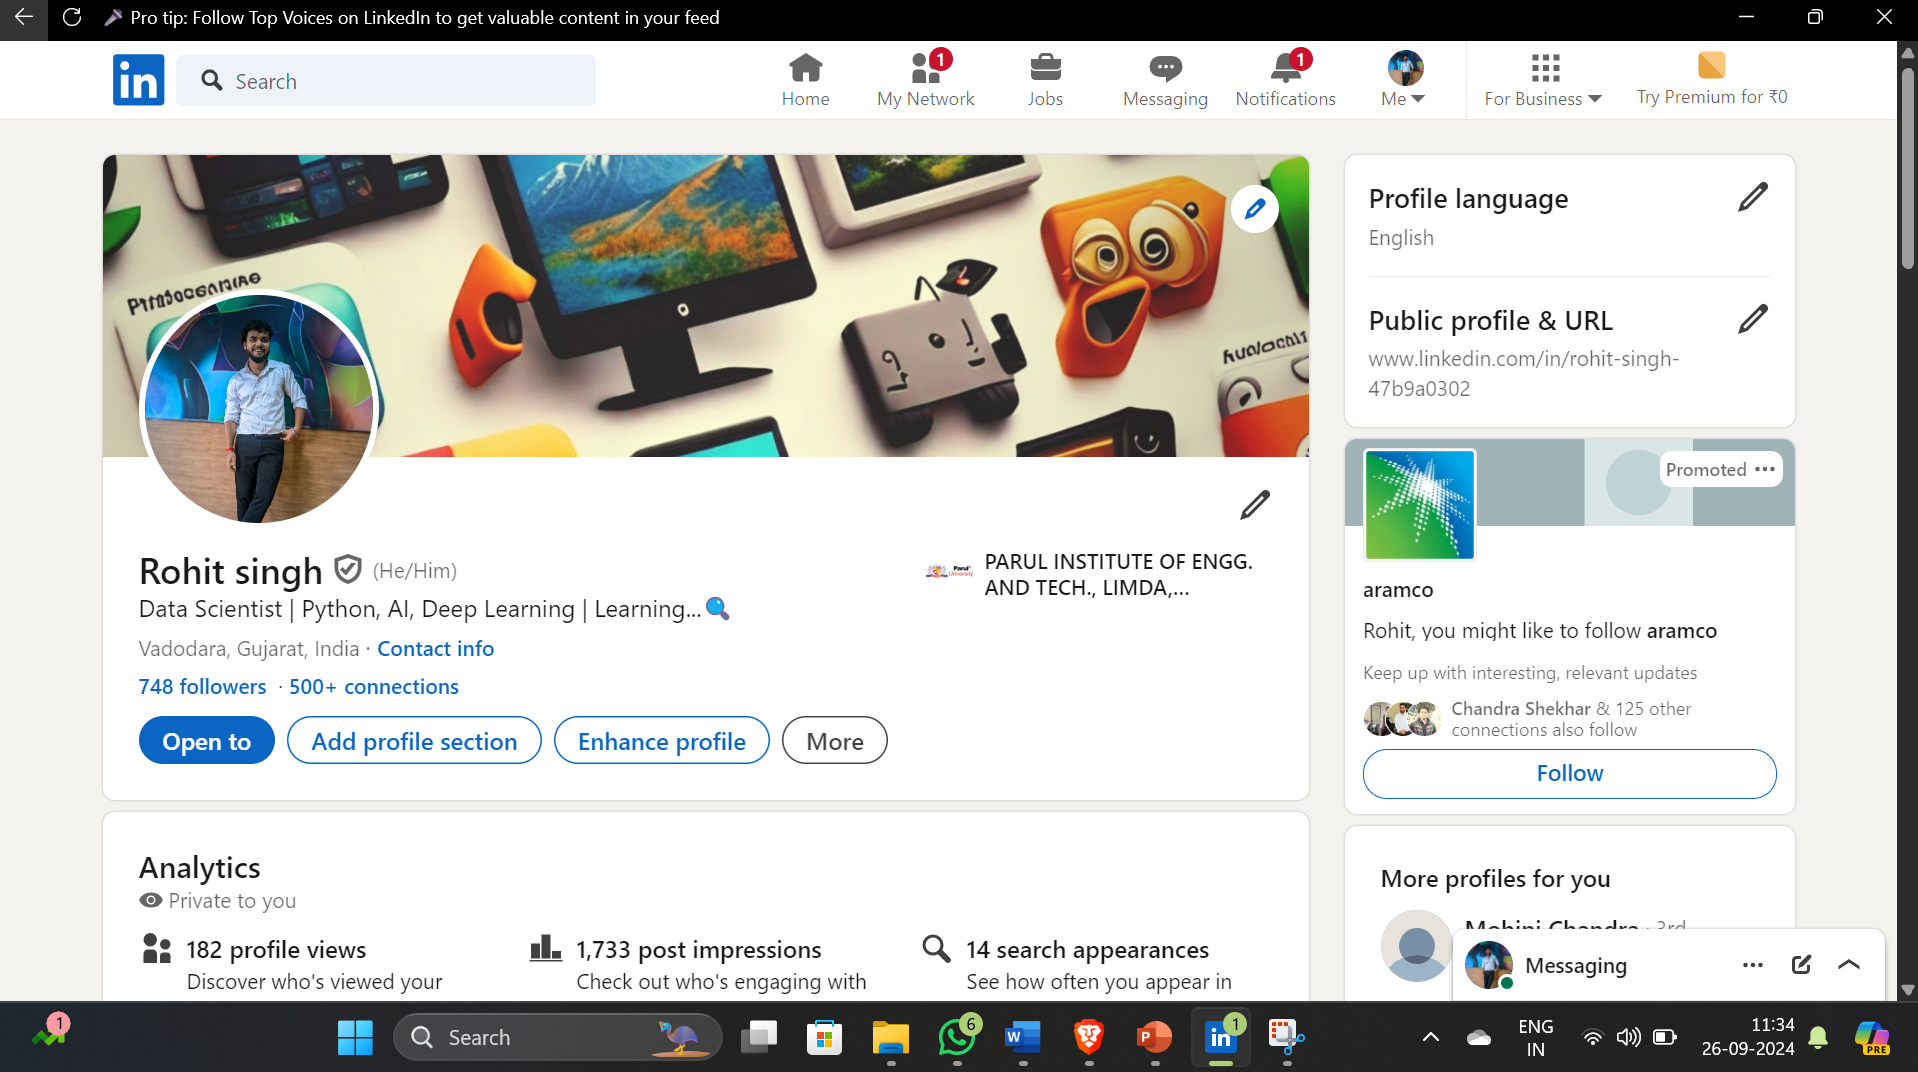 Pro tip: Follow Top Voices on LinkedIn to get valuable content in your feed
in
Search
Home
1
My Network
Jobs
Messaging
1
Notifications
Me
For Business
Try Premium for ₹0
Rohit singh (He/Him)
Data Scientist | Python, AI, Deep Learning | Learning...
Vadodara, Gujarat, India · Contact info
748 followers · 500+ connections
Open to
Add profile section
Enhance profile
More
Parul University
PARUL INSTITUTE OF ENGG.
AND TECH., LIMDA,...
Analytics
Private to you
182 profile views
Discover who's viewed your
1,733 post impressions
Check out who's engaging with
14 search appearances
See how often you appear in
Profile language
English
Public profile & URL
www.linkedin.com/in/rohit-singh-
47b9a0302
Promoted
aramco
Rohit, you might like to follow aramco
Keep up with interesting, relevant updates
Chandra Shekhar & 125 other
connections also follow
Follow
More profiles for you
Mohini Chandra · 3rd
Messaging
1
Search
6
W
P
in
1
ENG
IN
11:34
26-09-2024
PRE